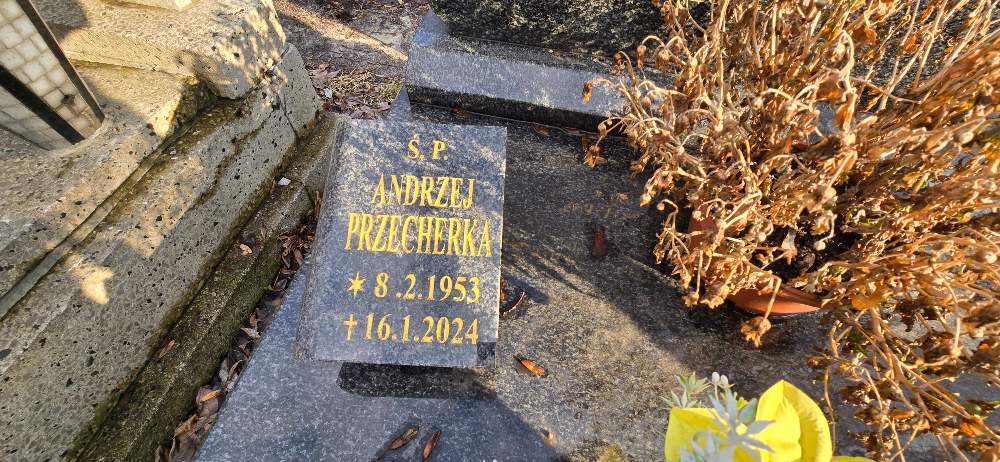 Ś. P.
ANDRZEJ
PRZECHERKA
* 8.2.1953
† 16.1.2024